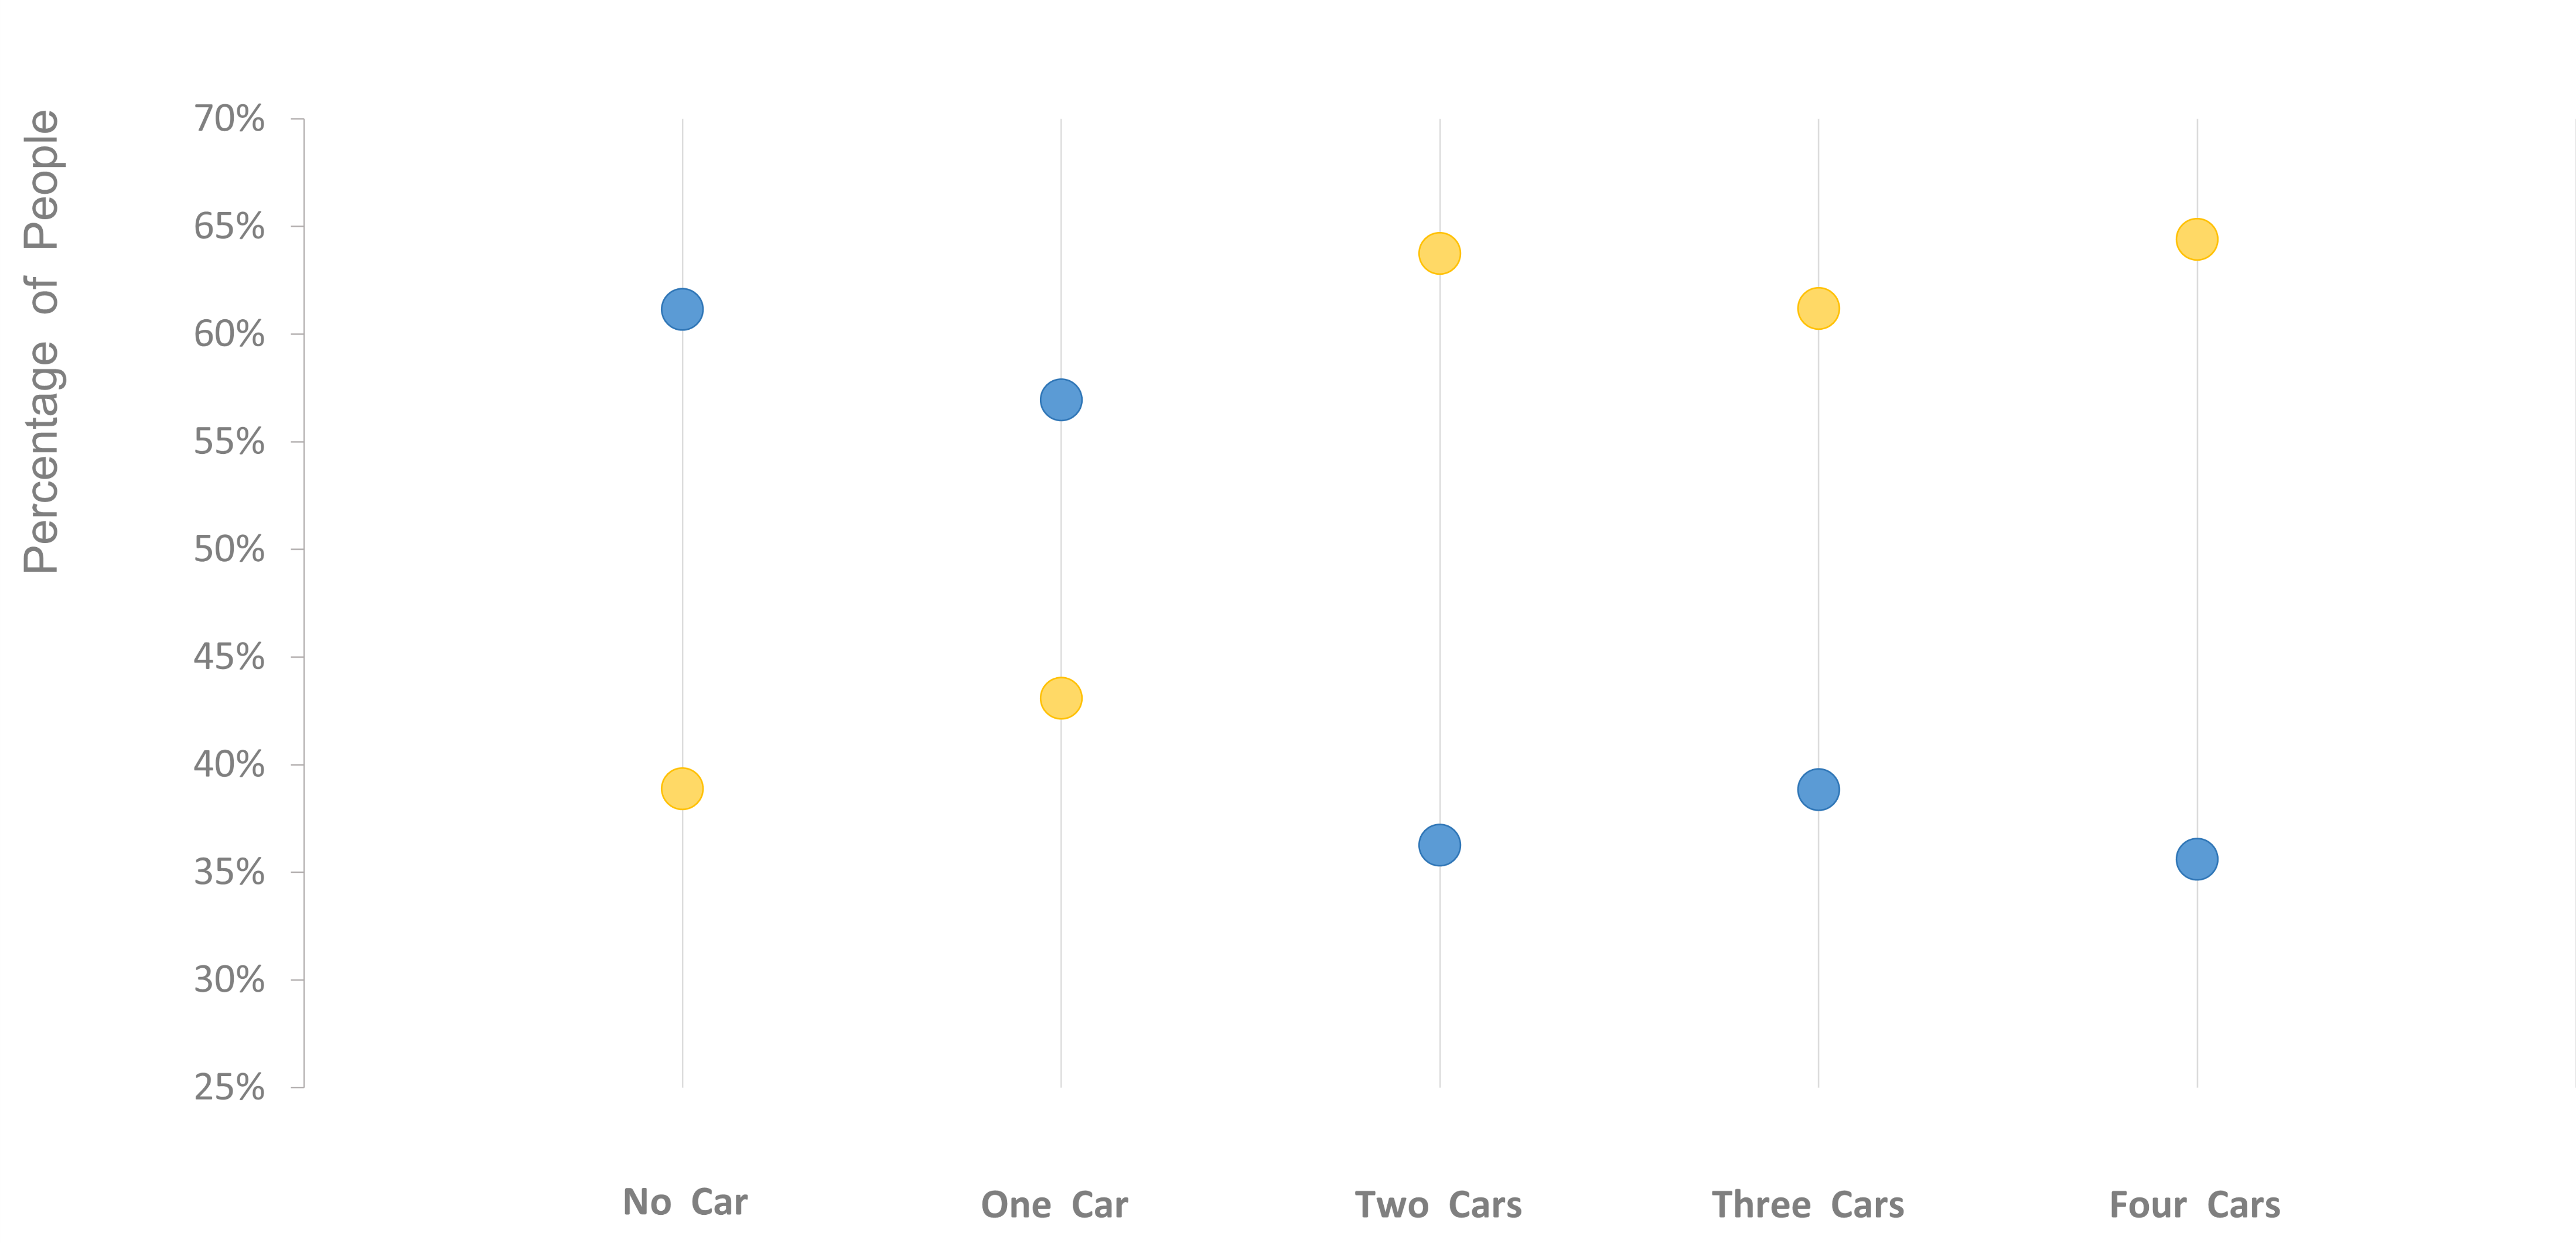 Percentage of People
70%
65%
60%
55%
50%
45%
40%
35%
30%
25%
No Car
One Car
Two Cars
Three Cars
Four Cars